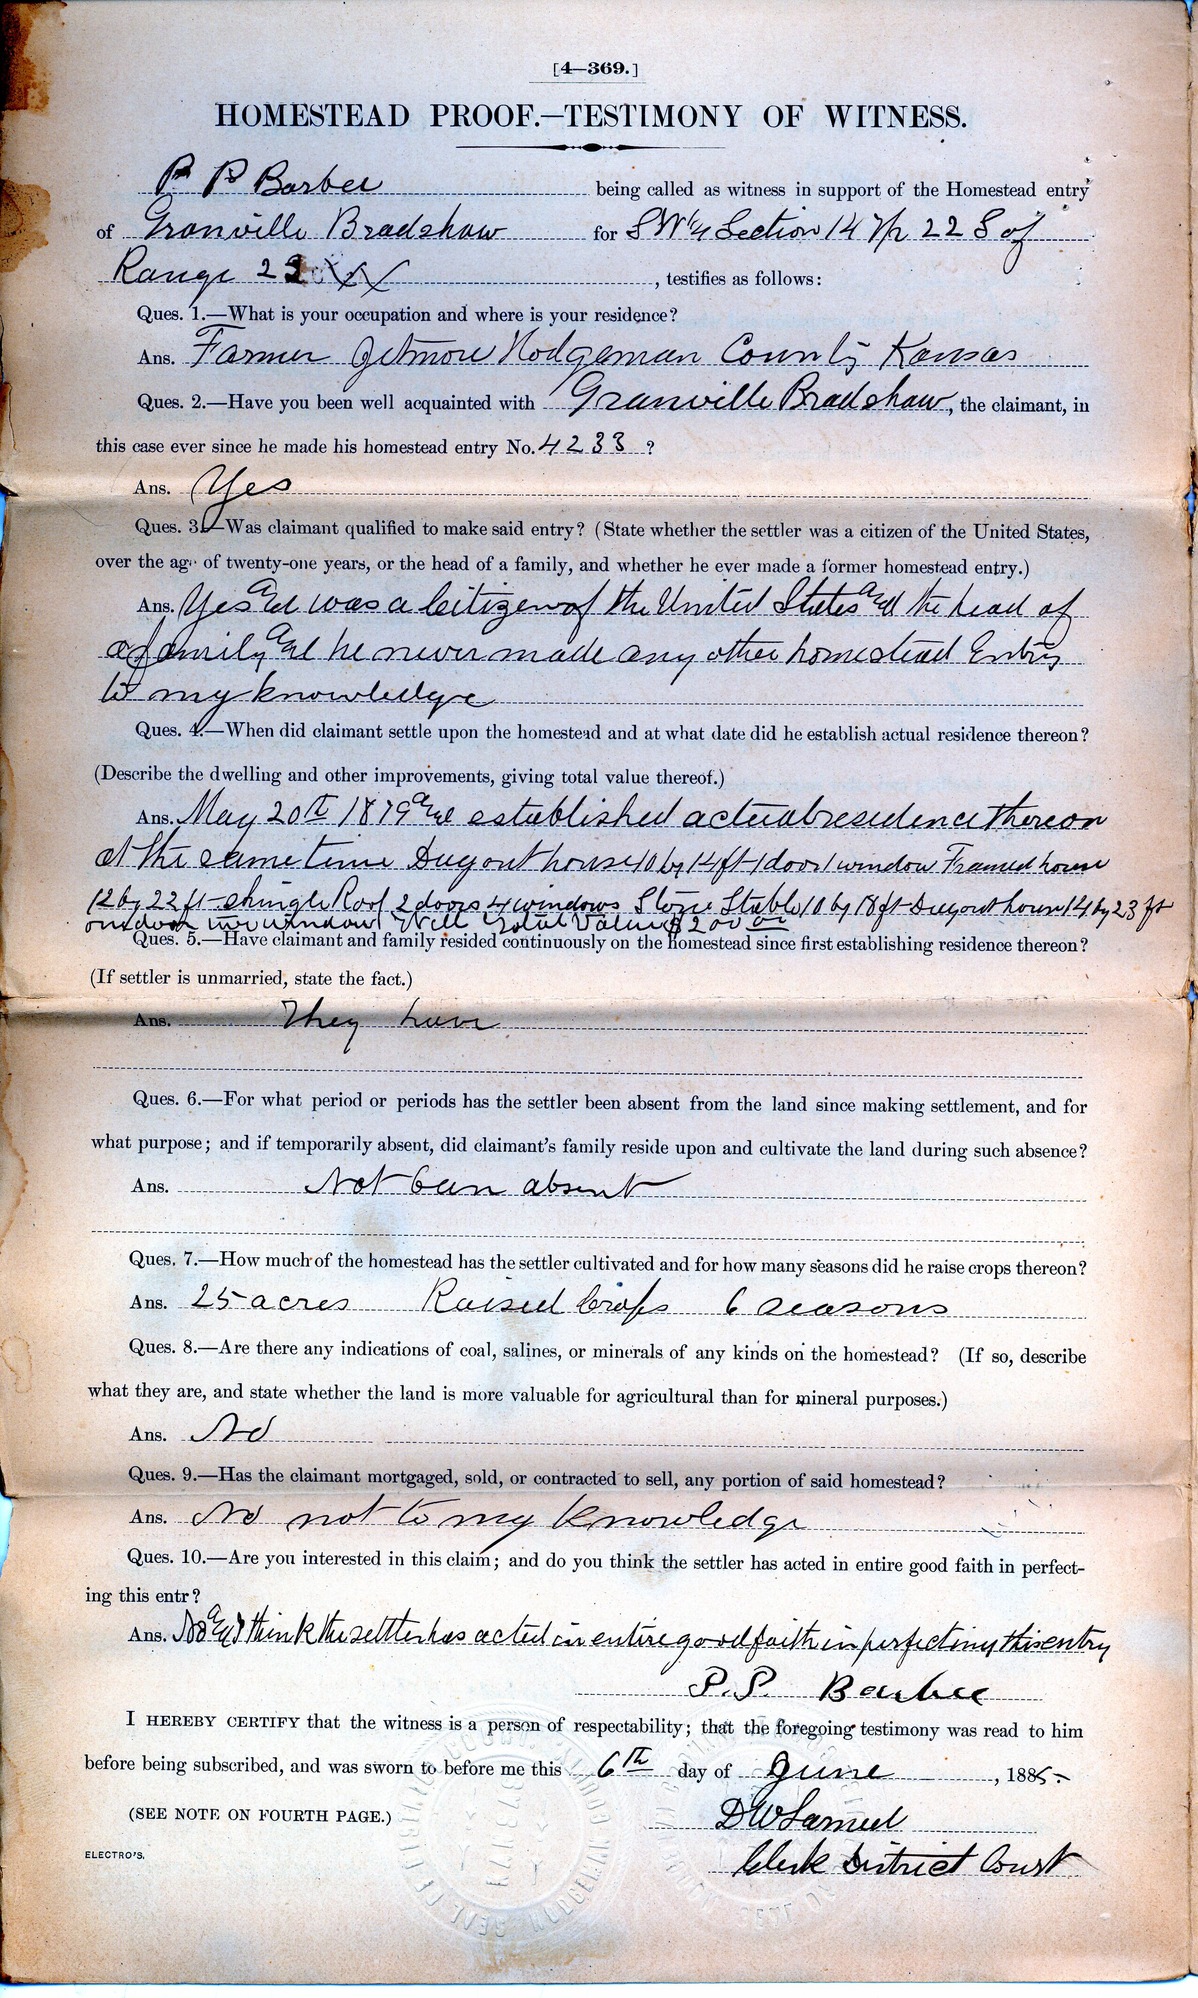 [4—369.]
HOMESTEAD PROOF.—TESTIMONY OF WITNESS.
P P Barbee being called as witness in support of the Homestead entry
of Granville Bradshaw for SW¼ Section 14 Tp 22 S of
Range 23 , testifies as follows:
Ques. 1.—What is your occupation and where is your residence?
Ans. Farmer Jetmore Hodgeman County Kansas
Ques. 2.—Have you been well acquainted with Granville Bradshaw, the claimant, in
this case ever since he made his homestead entry No. 4233 ?
Ans. Yes
Ques. 3.—Was claimant qualified to make said entry? (State whether the settler was a citizen of the United States,
over the age of twenty-one years, or the head of a family, and whether he ever made a former homestead entry.)
Ans. Yes and was a Citizen of the United States and the head of
a family and he never made any other homestead Entry
to my knowledge
Ques. 4.—When did claimant settle upon the homestead and at what date did he establish actual residence thereon?
(Describe the dwelling and other improvements, giving total value thereof.)
Ans. May 20th 1879 and established actual residence thereon
at the same time Dugout house 10 by 14 ft 1 door 1 window Framed house
12 by 22 ft shingle Roof 2 doors 4 windows Stone Stable 10 by 18 ft Dugout house 14 by 23 ft
one door two window Well Total Value $200 00
Ques. 5.—Have claimant and family resided continuously on the homestead since first establishing residence thereon?
(If settler is unmarried, state the fact.)
Ans. They have
Ques. 6.—For what period or periods has the settler been absent from the land since making settlement, and for
what purpose; and if temporarily absent, did claimant's family reside upon and cultivate the land during such absence?
Ans. Not been absent
Ques. 7.—How much of the homestead has the settler cultivated and for how many seasons did he raise crops thereon?
Ans. 25 acres Raised Crops 6 seasons
Ques. 8.—Are there any indications of coal, salines, or minerals of any kinds on the homestead? (If so, describe
what they are, and state whether the land is more valuable for agricultural than for mineral purposes.)
Ans. No
Ques. 9.—Has the claimant mortgaged, sold, or contracted to sell, any portion of said homestead?
Ans. No not to my knowledge
Ques. 10.—Are you interested in this claim; and do you think the settler has acted in entire good faith in perfect-
ing this entr?
Ans. No and I think the settler has acted in entire good faith in perfecting this entry
P. P. Barbee
I HEREBY CERTIFY that the witness is a person of respectability; that the foregoing testimony was read to him
before being subscribed, and was sworn to before me this 6th day of June , 1885.
(SEE NOTE ON FOURTH PAGE.) D W Samuel
ELECTRO'S. Clerk District Court